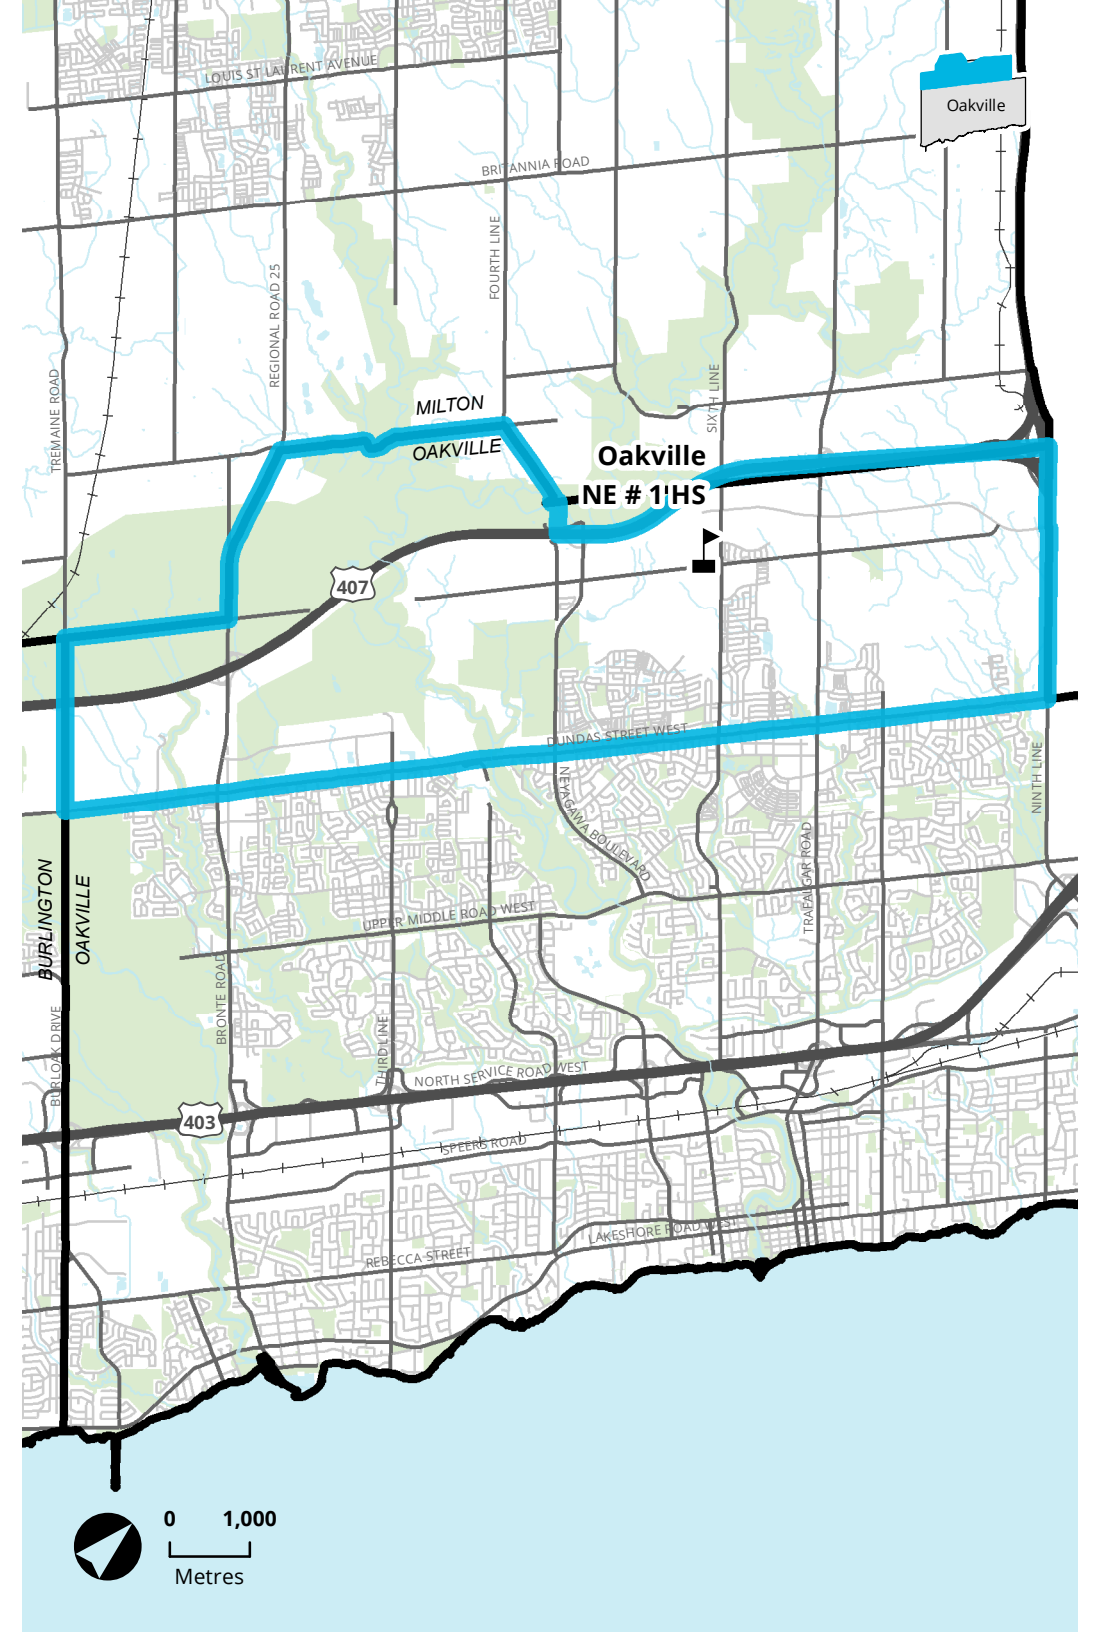 LOUIS ST LAURENT AVENUE
Oakville
BRITANNIA ROAD
FOURTH LINE
REGIONAL ROAD 25
TREMAINE ROAD
SIXTH LINE
MILTON
OAKVILLE
Oakville
NE # 1 HS
407
DUNDAS STREET WEST
NEYAGAWA BOULEVARD
NINTH LINE
TRAFALGAR ROAD
BURLINGTON
OAKVILLE
UPPER MIDDLE ROAD WEST
BRONTE ROAD
BURLOAK DRIVE
THIRD LINE
NORTH SERVICE ROAD WEST
403
SPEERS ROAD
LAKESHORE ROAD WEST
REBECCA STREET
0 1,000
Metres